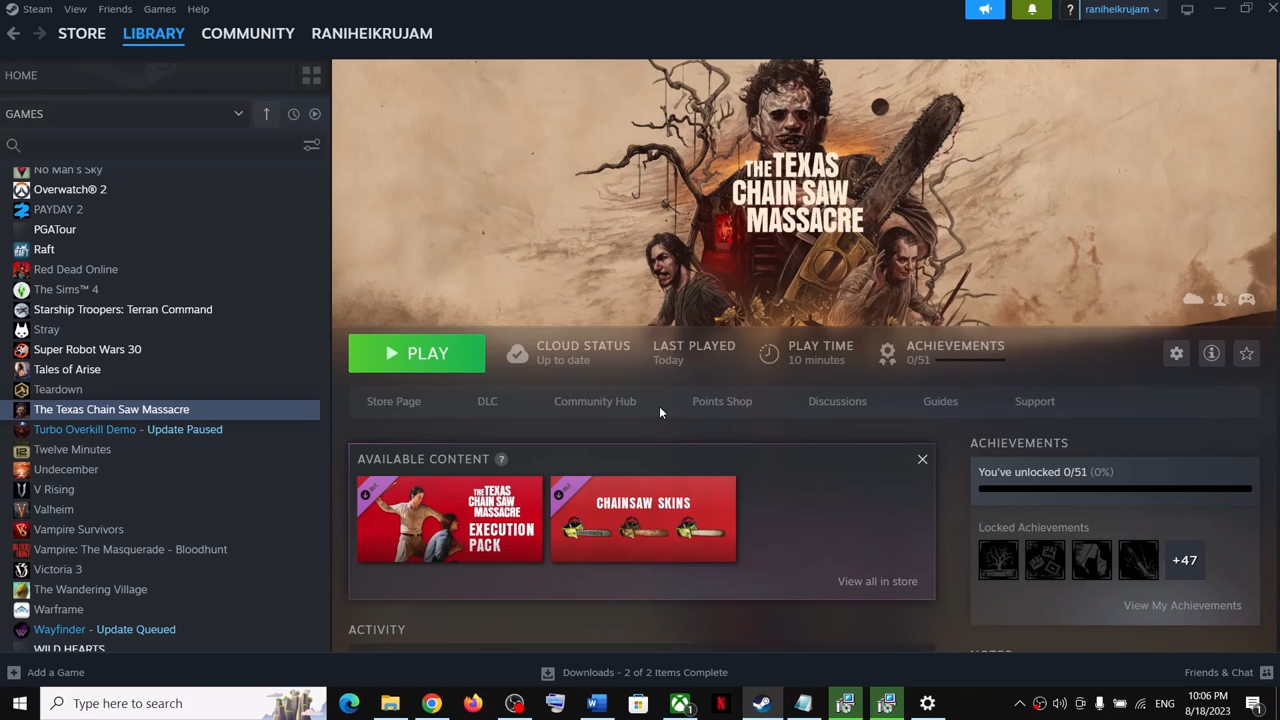 Steam View Friends Games Help
raniheikrujam
STORE LIBRARY COMMUNITY RANIHEIKRUJAM
HOME
GAMES
No Man's Sky
Overwatch® 2
PAYDAY 2
PGATour
Raft
Red Dead Online
The Sims™ 4
Starship Troopers: Terran Command
Stray
Super Robot Wars 30
Tales of Arise
Teardown
The Texas Chain Saw Massacre
Turbo Overkill Demo - Update Paused
Twelve Minutes
Undecember
V Rising
Valheim
Vampire Survivors
Vampire: The Masquerade - Bloodhunt
Victoria 3
The Wandering Village
Warframe
Wayfinder - Update Queued
WILD HEARTS
THE TEXAS
CHAIN SAW
MASSACRE
PLAY
CLOUD STATUS
Up to date
LAST PLAYED
Today
PLAY TIME
10 minutes
ACHIEVEMENTS
0/51
Store Page DLC Community Hub Points Shop Discussions Guides Support
AVAILABLE CONTENT ?
THE TEXAS
CHAIN SAW
MASSACRE
EXECUTION
PACK
CHAINSAW SKINS
View all in store
ACTIVITY
ACHIEVEMENTS
You've unlocked 0/51 (0%)
Locked Achievements
+47
View My Achievements
Add a Game
Downloads - 2 of 2 Items Complete
Friends & Chat
Type here to search
ENG
10:06 PM
8/18/2023